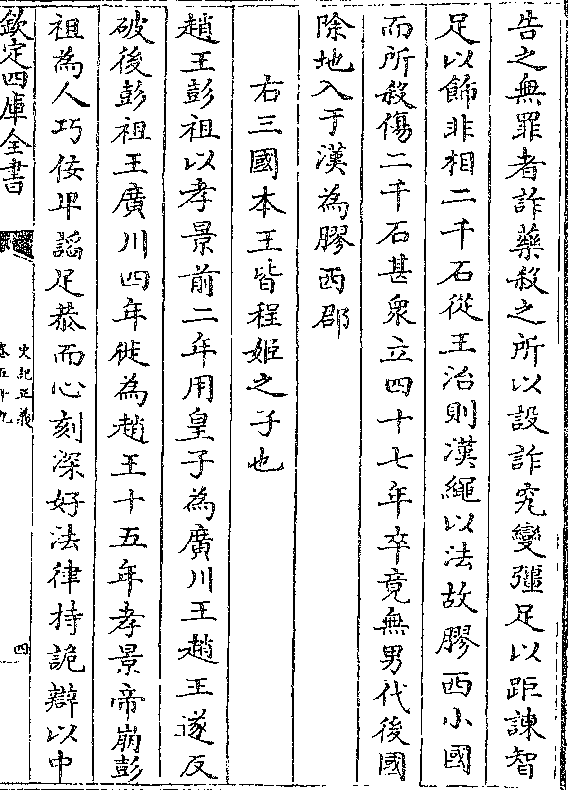 告之無罪者詐藥殺之所以設詐究變彊足以距諫智
足以飾非相二千石從王治則漢繩以法故膠西小國
而所殺傷二千石甚衆立四十七年卒竟無男代後國
除地入于漢為膠西郡
右三國本王皆程姬之子也
趙王彭祖以孝景前二年用皇子為廣川王趙王遂反
破後彭祖王廣川四年徙為趙王十五年孝景帝崩彭
祖為人巧佞卑諂足恭而心刻深好法律持詭辯以中
欽定四庫全書
史記正義
卷五十九
四